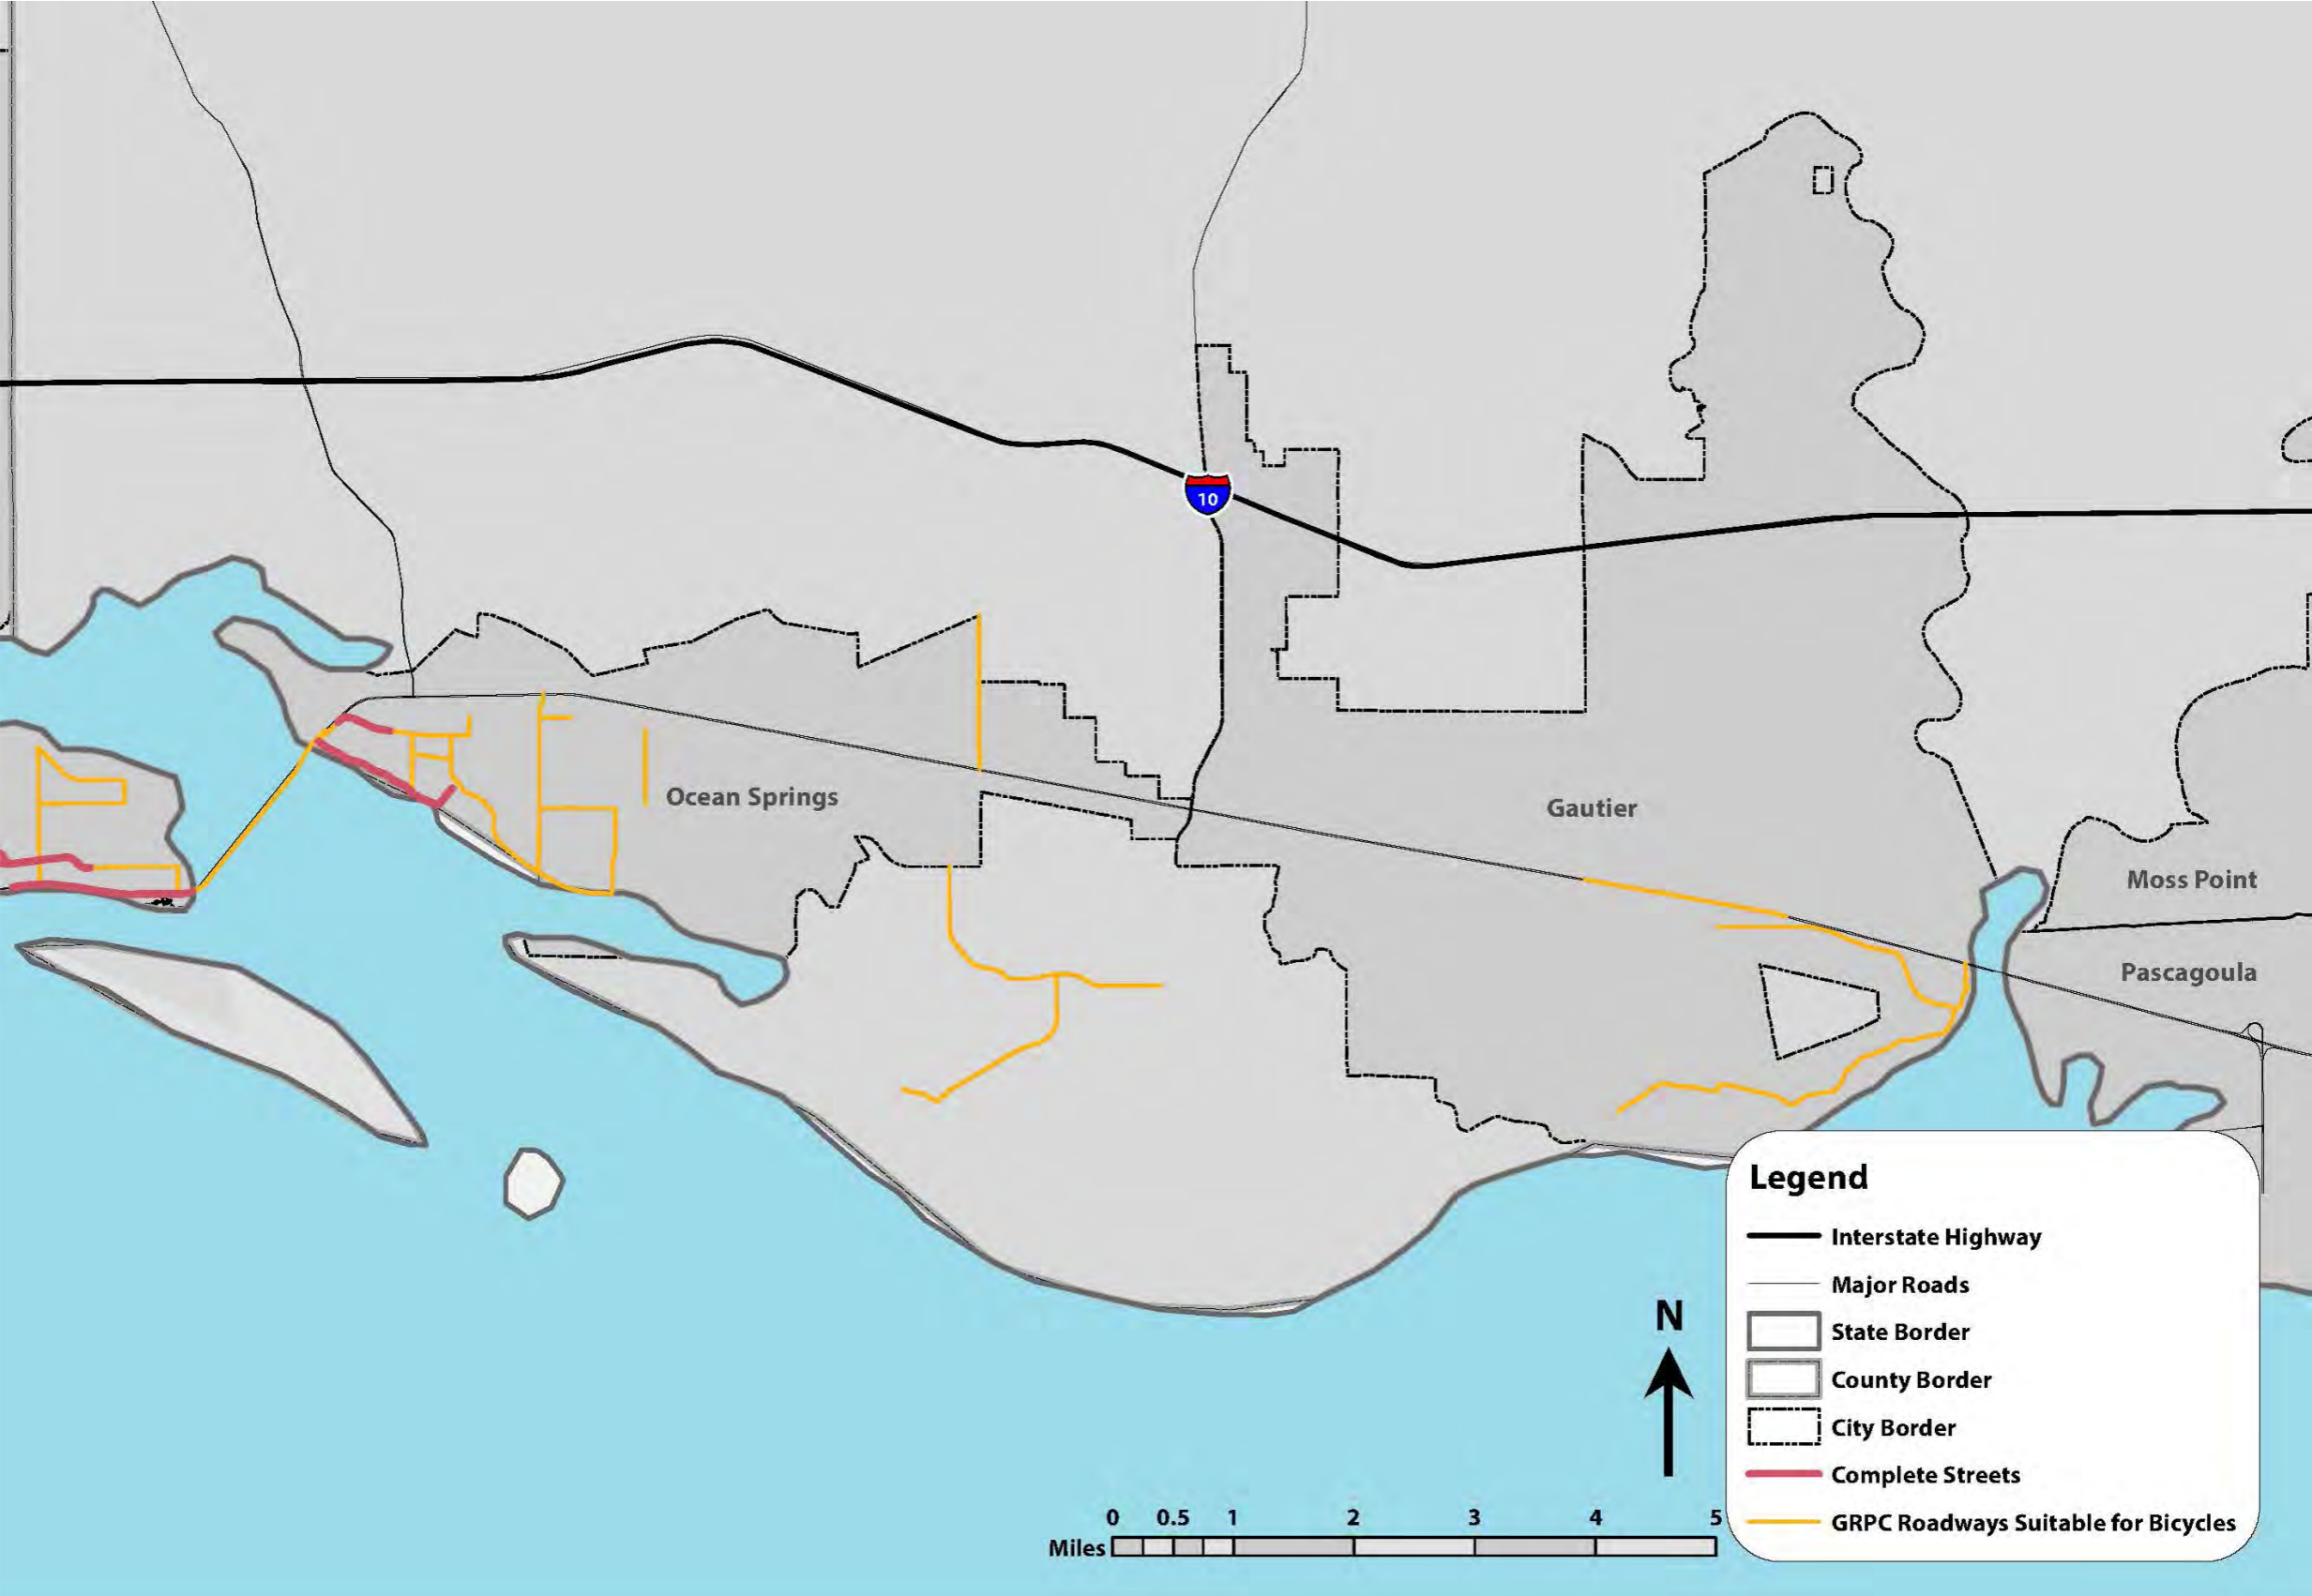 10
Ocean Springs
Gautier
Moss Point
Pascagoula
Legend
Interstate Highway
Major Roads
State Border
County Border
City Border
Complete Streets
GRPC Roadways Suitable for Bicycles
N
0 0.5 1 2 3 4 5
Miles